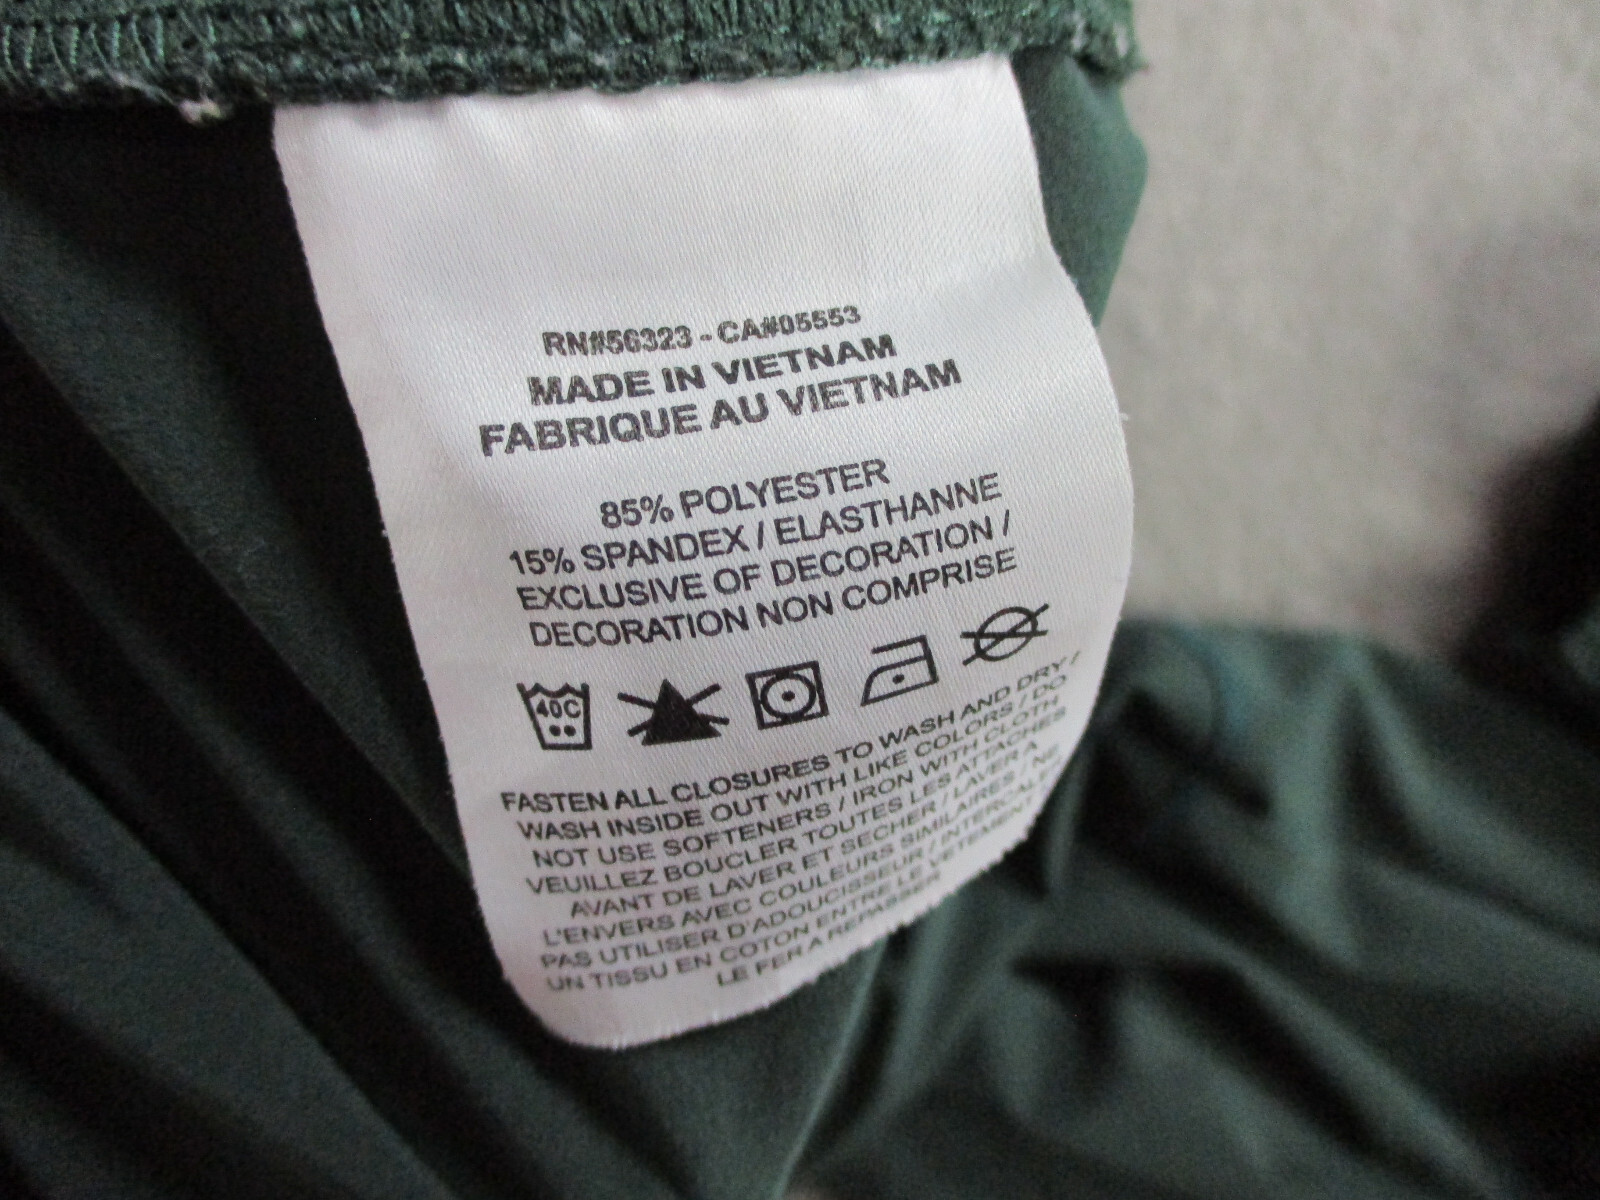 RN#56323 - CA#05553
MADE IN VIETNAM
FABRIQUE AU VIETNAM
85% POLYESTER
15% SPANDEX / ELASTHANNE
EXCLUSIVE OF DECORATION /
DECORATION NON COMPRISE
40C
FASTEN ALL CLOSURES TO WASH AND DRY /
WASH INSIDE OUT WITH LIKE COLORS / DO
NOT USE SOFTENERS / IRON WITH CLOTH
VEUILLEZ BOUCLER TOUTES LES ATTACHES
AVANT DE LAVER ET SECHER / LAVER A
L'ENVERS AVEC COULEURS SIMILAIRES / NE
PAS UTILISER D'ADOUCISSEUR / INTERCALER
UN TISSU EN COTON ENTRE LE VETEMENT
LE FER A REPASSER